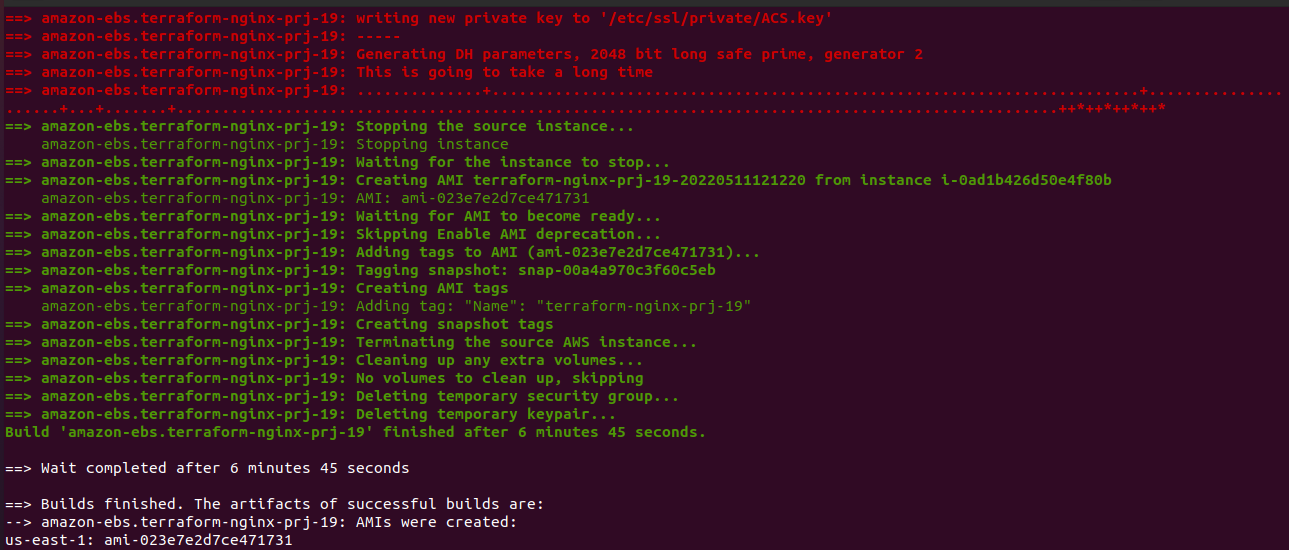 ==> amazon-ebs.terraform-nginx-prj-19: writing new private key to '/etc/ssl/private/ACS.key'
==> amazon-ebs.terraform-nginx-prj-19: -----
==> amazon-ebs.terraform-nginx-prj-19: Generating DH parameters, 2048 bit long safe prime, generator 2
==> amazon-ebs.terraform-nginx-prj-19: This is going to take a long time
==> amazon-ebs.terraform-nginx-prj-19: ..............+........................................................................+...............
......+...+.......+..................................................................................................++*++*++*++*
==> amazon-ebs.terraform-nginx-prj-19: Stopping the source instance...
    amazon-ebs.terraform-nginx-prj-19: Stopping instance
==> amazon-ebs.terraform-nginx-prj-19: Waiting for the instance to stop...
==> amazon-ebs.terraform-nginx-prj-19: Creating AMI terraform-nginx-prj-19-20220511121220 from instance i-0ad1b426d50e4f80b
    amazon-ebs.terraform-nginx-prj-19: AMI: ami-023e7e2d7ce471731
==> amazon-ebs.terraform-nginx-prj-19: Waiting for AMI to become ready...
==> amazon-ebs.terraform-nginx-prj-19: Skipping Enable AMI deprecation...
==> amazon-ebs.terraform-nginx-prj-19: Adding tags to AMI (ami-023e7e2d7ce471731)...
==> amazon-ebs.terraform-nginx-prj-19: Tagging snapshot: snap-00a4a970c3f60c5eb
==> amazon-ebs.terraform-nginx-prj-19: Creating AMI tags
    amazon-ebs.terraform-nginx-prj-19: Adding tag: "Name": "terraform-nginx-prj-19"
==> amazon-ebs.terraform-nginx-prj-19: Creating snapshot tags
==> amazon-ebs.terraform-nginx-prj-19: Terminating the source AWS instance...
==> amazon-ebs.terraform-nginx-prj-19: Cleaning up any extra volumes...
==> amazon-ebs.terraform-nginx-prj-19: No volumes to clean up, skipping
==> amazon-ebs.terraform-nginx-prj-19: Deleting temporary security group...
==> amazon-ebs.terraform-nginx-prj-19: Deleting temporary keypair...
Build 'amazon-ebs.terraform-nginx-prj-19' finished after 6 minutes 45 seconds.
==> Wait completed after 6 minutes 45 seconds
==> Builds finished. The artifacts of successful builds are:
--> amazon-ebs.terraform-nginx-prj-19: AMIs were created:
us-east-1: ami-023e7e2d7ce471731